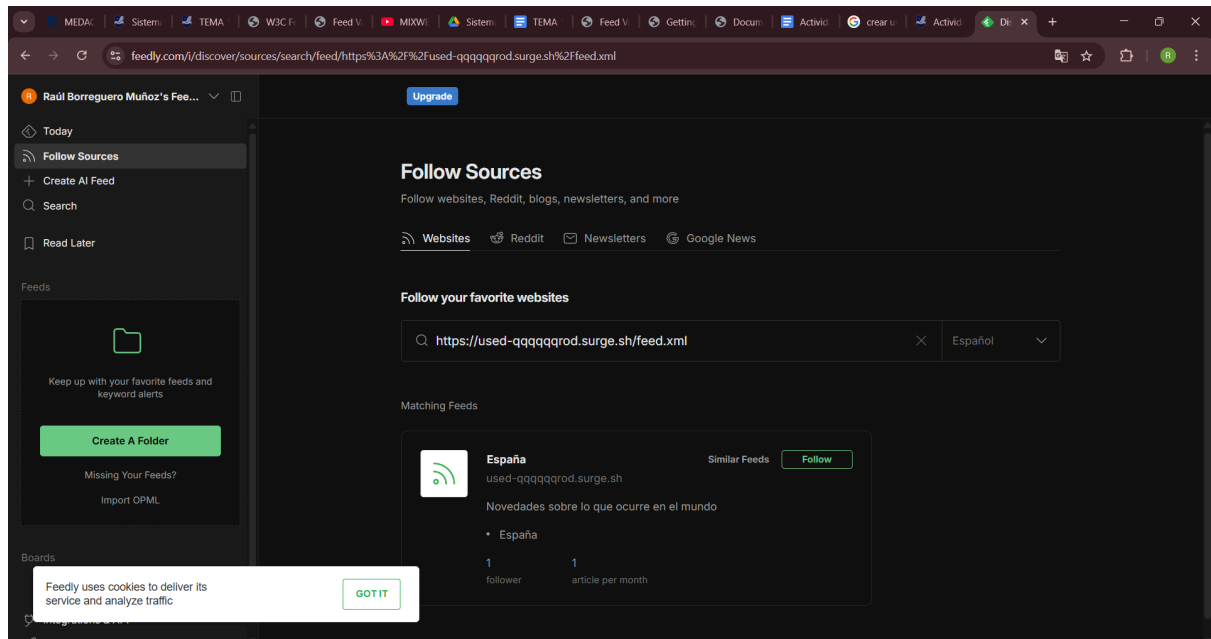 MEDAC
Sistema
TEMA
W3C Fe
Feed V
MIXWE
Sistema
TEMA
Feed Va
Getting
Docum
Activid
crear u
Activid
Dis
feedly.com/i/discover/sources/search/feed/https%3A%2F%2Fused-qqqqqqrod.surge.sh%2Ffeed.xml
R
R
Raúl Borreguero Muñoz's Fee...
Upgrade
Today
Follow Sources
Create AI Feed
Search
Read Later
Feeds
Keep up with your favorite feeds and
keyword alerts
Create A Folder
Missing Your Feeds?
Import OPML
Boards
Follow Sources
Follow websites, Reddit, blogs, newsletters, and more
Websites
Reddit
Newsletters
Google News
Follow your favorite websites
https://used-qqqqqqrod.surge.sh/feed.xml
Español
Matching Feeds
España
Similar Feeds
Follow
used-qqqqqqrod.surge.sh
Novedades sobre lo que ocurre en el mundo
• España
1
follower
1
article per month
Feedly uses cookies to deliver its
service and analyze traffic
GOT IT